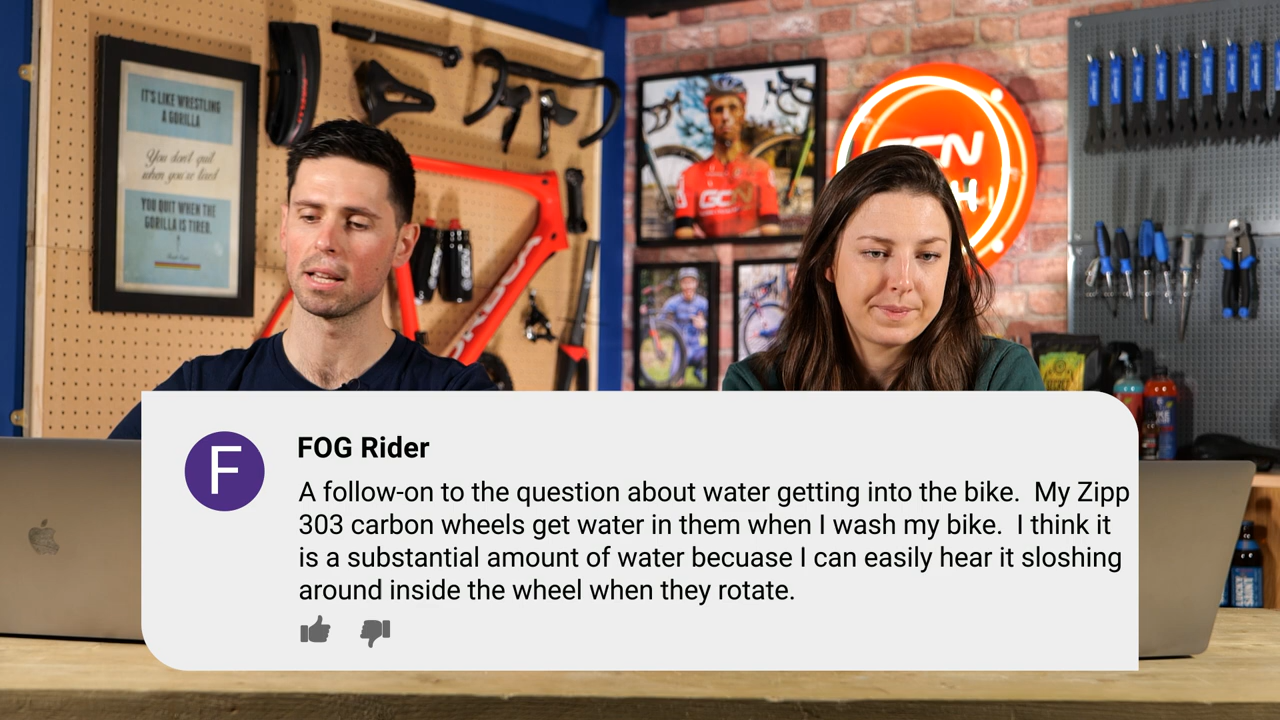 IT'S LIKE WRESTLING
A GORILLA
You don't quit
when you're tired
YOU QUIT WHEN THE
GORILLA IS TIRED.
GCN
GCN
FOG Rider
F
A follow-on to the question about water getting into the bike. My Zipp
303 carbon wheels get water in them when I wash my bike. I think it
is a substantial amount of water becuase I can easily hear it sloshing
around inside the wheel when they rotate.